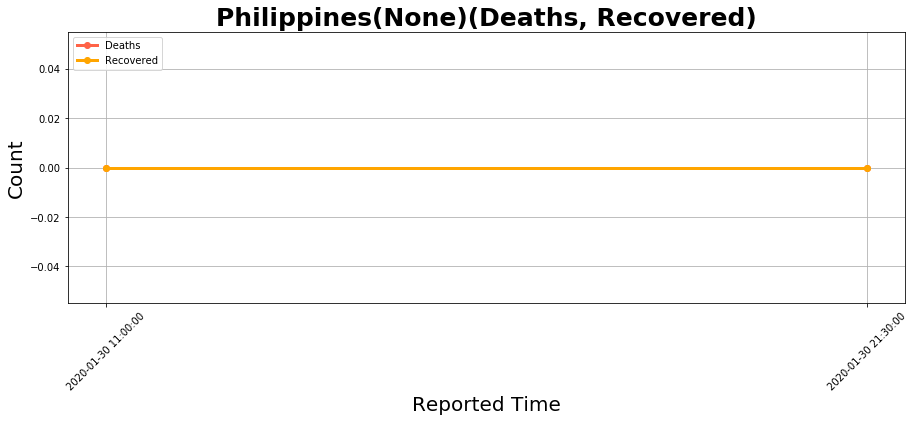 Philippines(None)(Deaths, Recovered)
Deaths
Recovered
Count
0.04
0.02
0.00
−0.02
−0.04
2020-01-30 11:00:00
2020-01-30 21:30:00
Reported Time